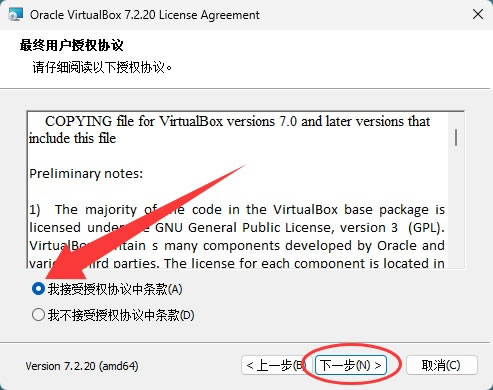 Oracle VirtualBox 7.2.20 License Agreement
最终用户授权协议
请仔细阅读以下授权协议。
COPYING file for VirtualBox versions 7.0 and later versions that
include this file
Preliminary notes:
1) The majority of the code in the VirtualBox base package is
licensed under the GNU General Public License, version 3 (GPL).
VirtualBox contain s many components developed by Oracle and
various third parties. The license for each component is located in
我接受授权协议中条款(A)
我不接受授权协议中条款(D)
Version 7.2.20 (amd64)
< 上一步(B)
下一步(N) >
取消(C)